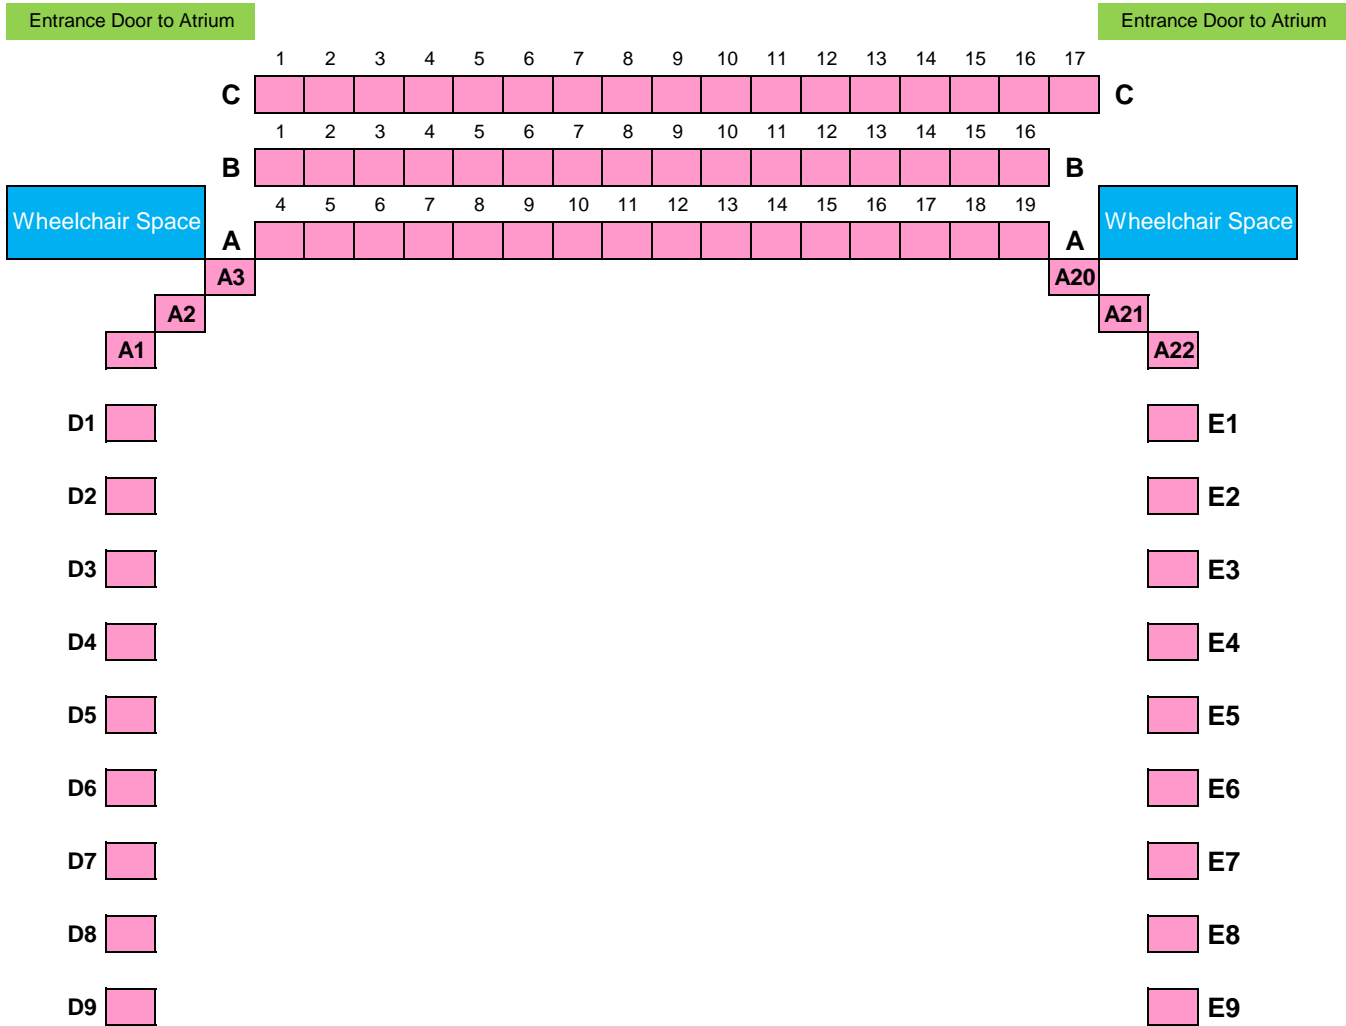 Entrance Door to Atrium Entrance Door to Atrium
1 2 3 4 5 6 7 8 9 10 11 12 13 14 15 16 17
C C
1 2 3 4 5 6 7 8 9 10 11 12 13 14 15 16
B B
4 5 6 7 8 9 10 11 12 13 14 15 16 17 18 19
Wheelchair Space Wheelchair Space
A A
A3 A20
A2 A21
A1 A22
D1 E1
D2 E2
D3 E3
D4 E4
D5 E5
D6 E6
D7 E7
D8 E8
D9 E9